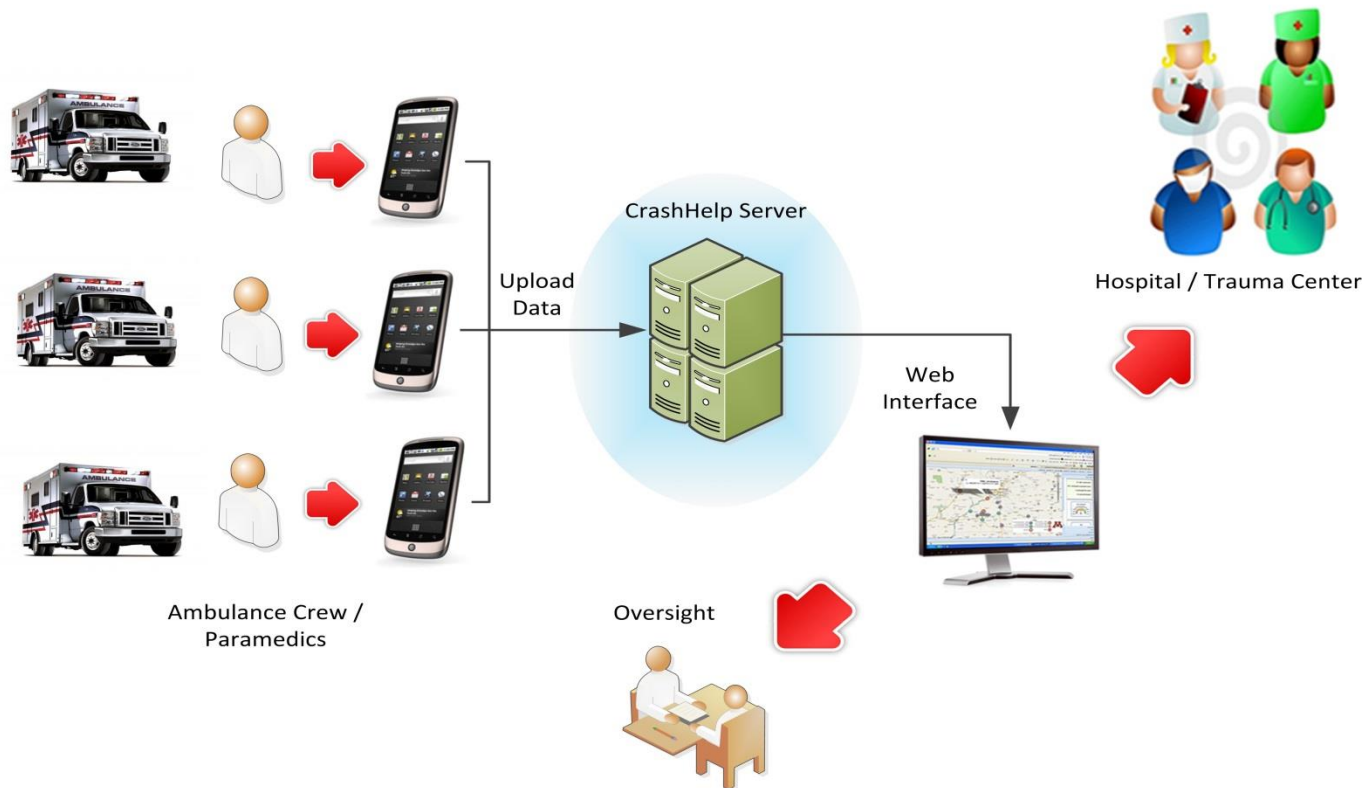 AMBULANCE
AMBULANCE
AMBULANCE
Ambulance Crew /
Paramedics
Upload
Data
CrashHelp Server
Web
Interface
Hospital / Trauma Center
Oversight